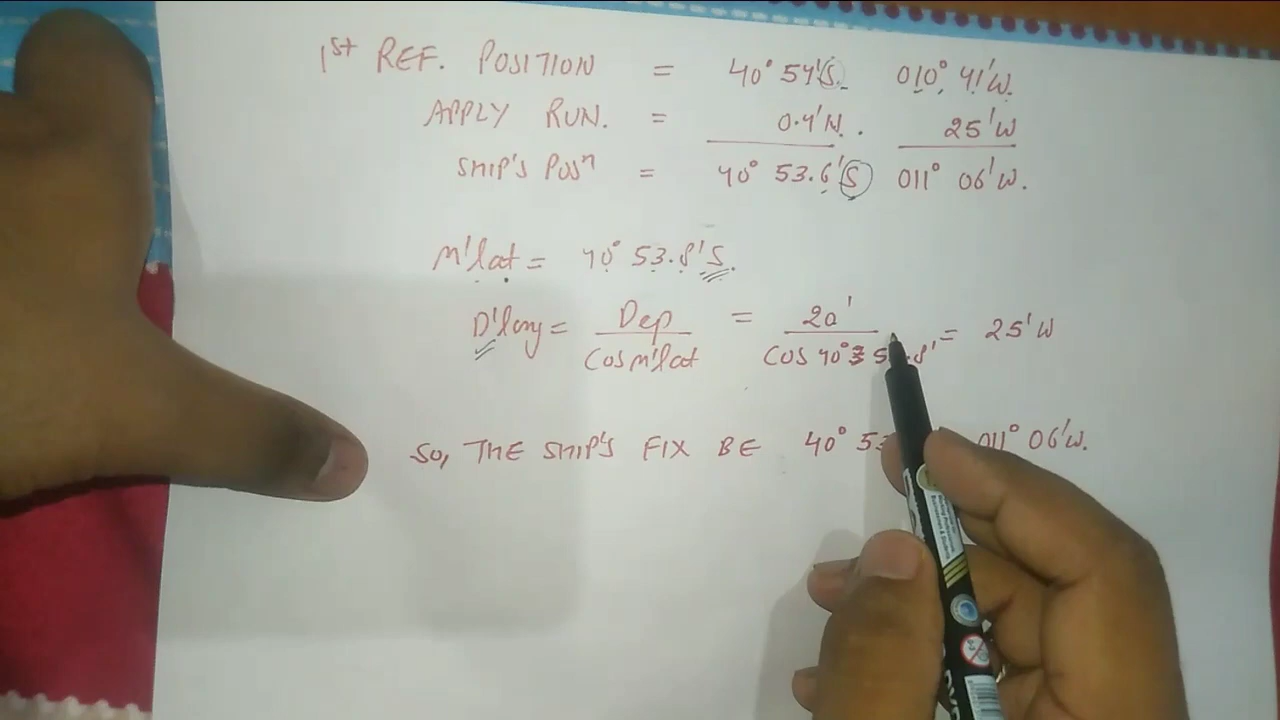 1st REF. POSITION = 40° 54'S. 010° 41'W.
APPLY RUN. = 0.4'N. 25'W
SHIP'S POSn = 40° 53.6'S 011° 06'W.
M'lat = 40° 53.8'S.
D'long = Dep / Cos m'lat = 20' / Cos 40° = 25'W
SO, THE SHIP'S FIX BE 40° 011° 06'W.